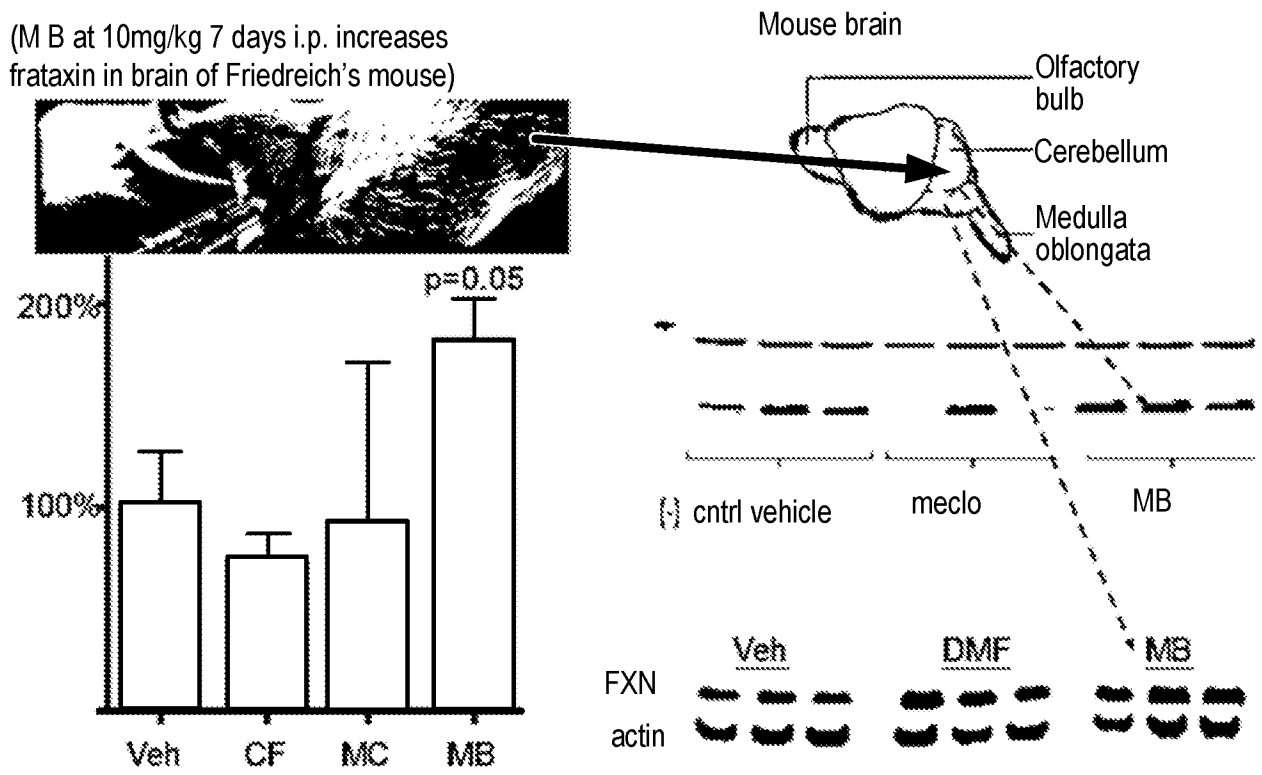 (M B at 10mg/kg 7 days i.p. increases
frataxin in brain of Friedreich's mouse)
Mouse brain
Olfactory
bulb
Cerebellum
Medulla
oblongata
p=0.05
200%
100%
Veh CF MC MB
[-] cntrl vehicle meclo MB
Veh DMF MB
FXN
actin